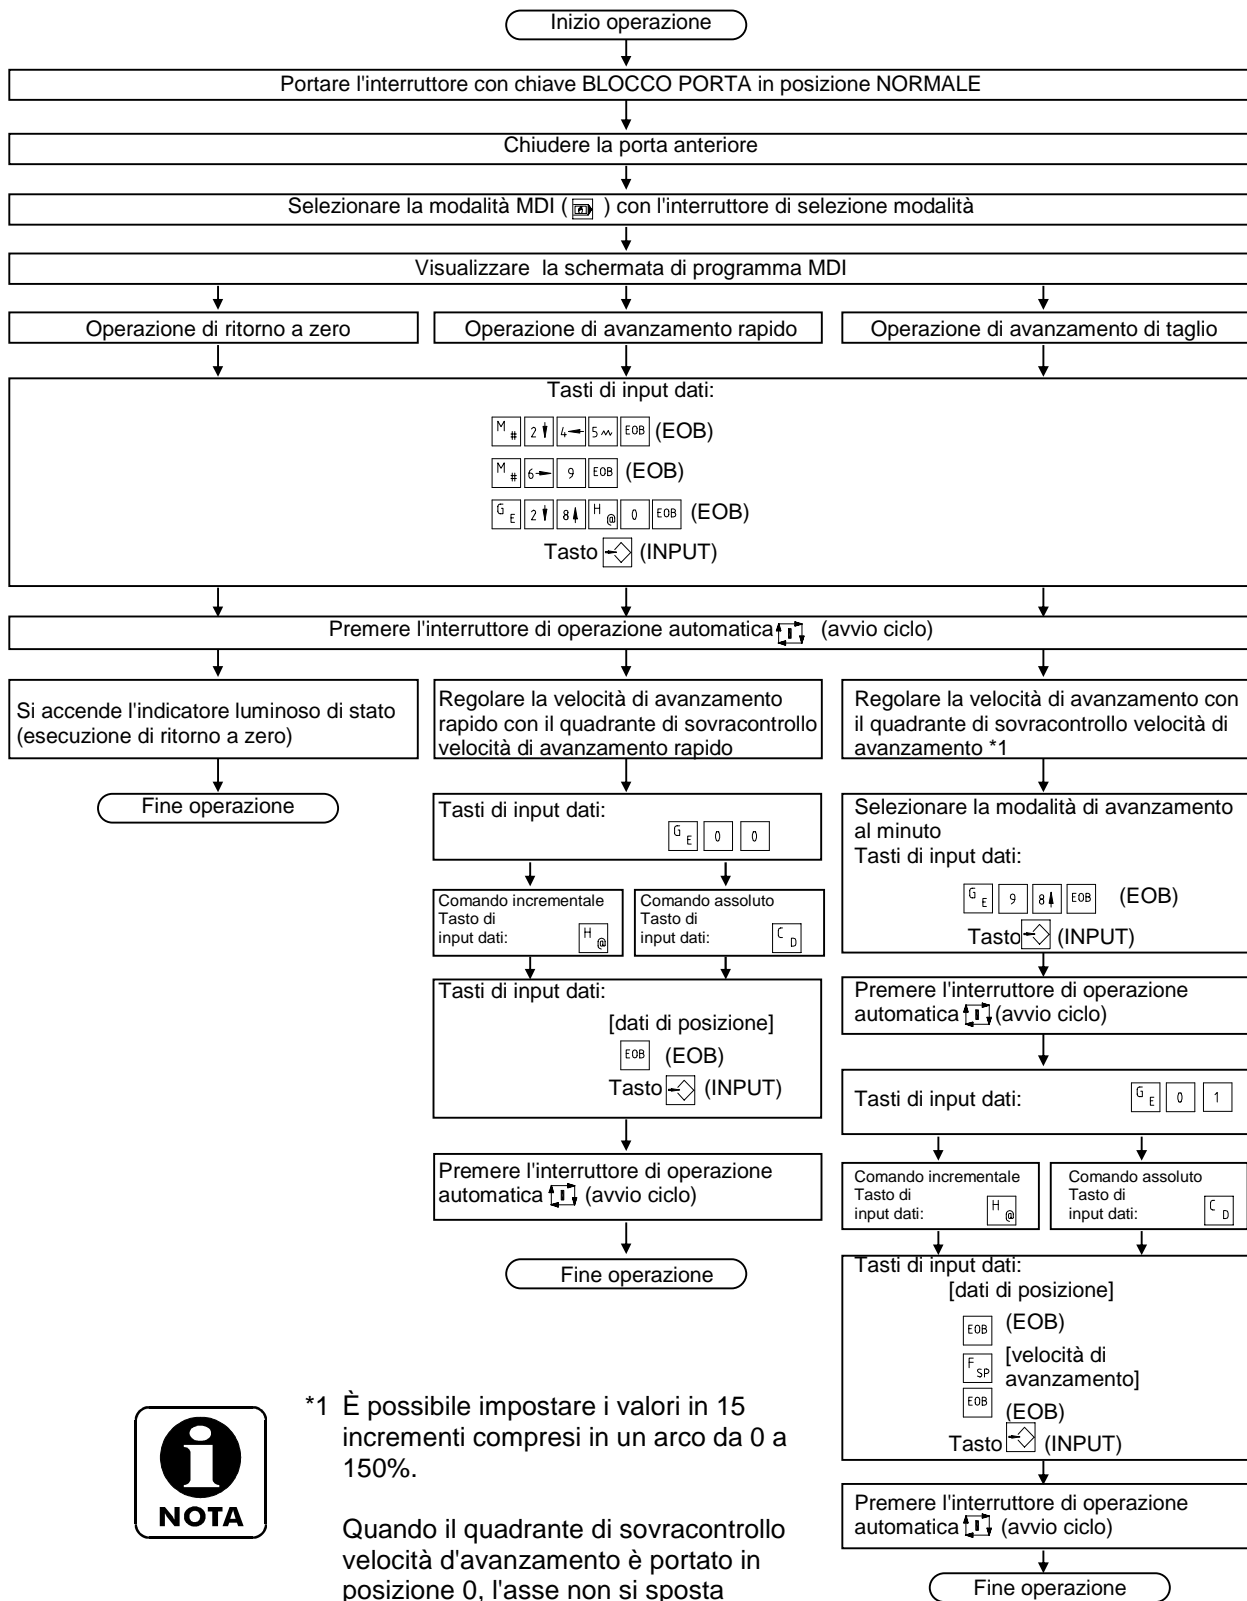 Inizio operazione
Portare l'interruttore con chiave BLOCCO PORTA in posizione NORMALE
Chiudere la porta anteriore
Selezionare la modalità MDI ( ) con l'interruttore di selezione modalità
Visualizzare la schermata di programma MDI
Operazione di ritorno a zero
Operazione di avanzamento rapido
Operazione di avanzamento di taglio
Tasti di input dati:
M # 2 4 5 EOB (EOB)
M # 6 9 EOB (EOB)
G E 2 8 H @ 0 EOB (EOB)
Tasto (INPUT)
Premere l'interruttore di operazione automatica (avvio ciclo)
Si accende l'indicatore luminoso di stato
(esecuzione di ritorno a zero)
Fine operazione
Regolare la velocità di avanzamento
rapido con il quadrante di sovracontrollo
velocità di avanzamento rapido
Tasti di input dati:
G E 0 0
Comando incrementale
Tasto di
input dati: H @
Comando assoluto
Tasto di
input dati: C D
Tasti di input dati:
[dati di posizione]
EOB (EOB)
Tasto (INPUT)
Premere l'interruttore di operazione
automatica (avvio ciclo)
Fine operazione
Regolare la velocità di avanzamento con
il quadrante di sovracontrollo velocità di
avanzamento *1
Selezionare la modalità di avanzamento
al minuto
Tasti di input dati:
G E 9 8 EOB (EOB)
Tasto (INPUT)
Premere l'interruttore di operazione
automatica (avvio ciclo)
Tasti di input dati: G E 0 1
Comando incrementale
Tasto di
input dati: H @
Comando assoluto
Tasto di
input dati: C D
Tasti di input dati:
[dati di posizione]
EOB (EOB)
F SP [velocità di
avanzamento]
EOB (EOB)
Tasto (INPUT)
Premere l'interruttore di operazione
automatica (avvio ciclo)
Fine operazione
NOTA
*1 È possibile impostare i valori in 15
incrementi compresi in un arco da 0 a
150%.
Quando il quadrante di sovracontrollo
velocità d'avanzamento è portato in
posizione 0, l'asse non si sposta